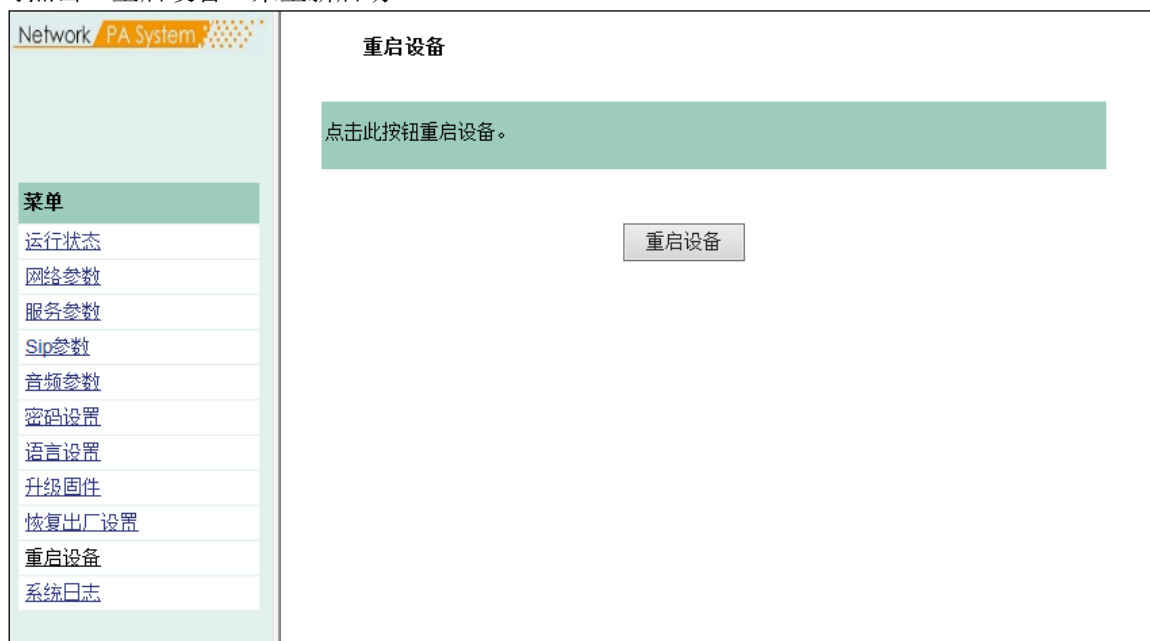 Network PA System
重启设备
点击此按钮重启设备。
重启设备
菜单
运行状态
网络参数
服务参数
Sip参数
音频参数
密码设置
语言设置
升级固件
恢复出厂设置
重启设备
系统日志